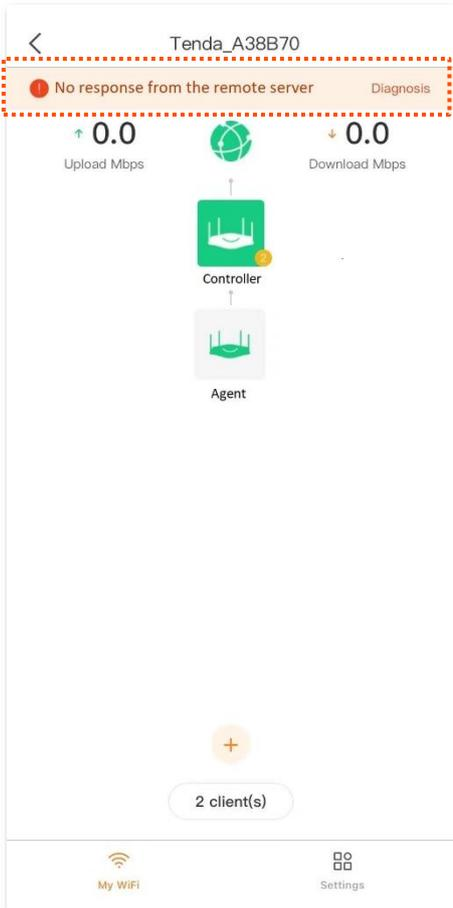 Tenda_A38B70
! No response from the remote server Diagnosis
↑ 0.0 ↓ 0.0
Upload Mbps Download Mbps
2
Controller
Agent
+
2 client(s)
My WiFi Settings